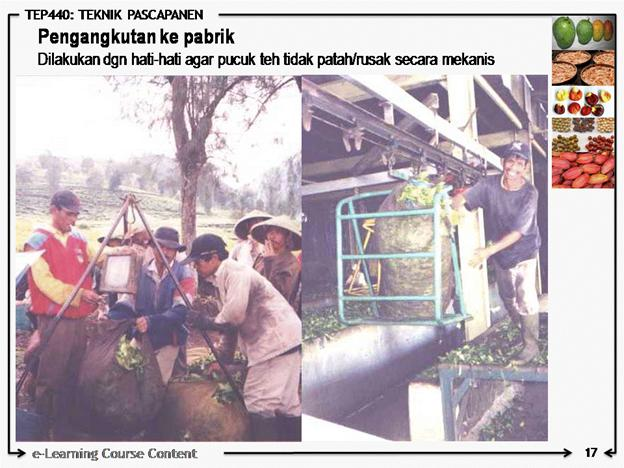 TEP440: TEKNIK PASCAPANEN
Pengangkutan ke pabrik
Dilakukan dgn hati-hati agar pucuk teh tidak patah/rusak secara mekanis
e-Learning Course Content
17